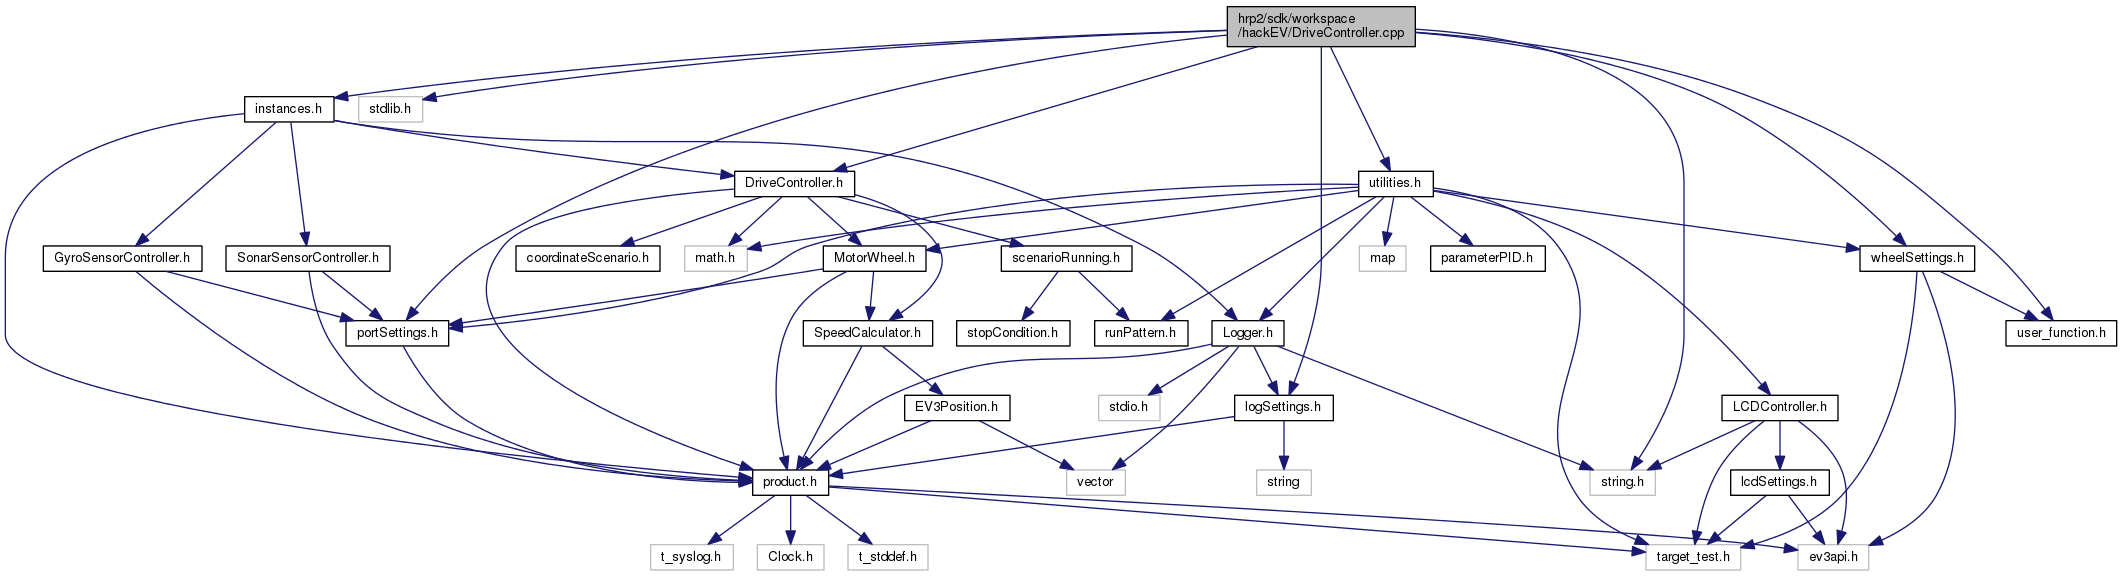 hrp2/sdk/workspace
/hackEV/DriveController.cpp
instances.h
stdlib.h
DriveController.h
utilities.h
GyroSensorController.h
SonarSensorController.h
coordinateScenario.h
math.h
MotorWheel.h
scenarioRunning.h
map
parameterPID.h
wheelSettings.h
portSettings.h
SpeedCalculator.h
stopCondition.h
runPattern.h
Logger.h
user_function.h
EV3Position.h
stdio.h
logSettings.h
LCDController.h
product.h
vector
string
string.h
lcdSettings.h
t_syslog.h
Clock.h
t_stddef.h
target_test.h
ev3api.h